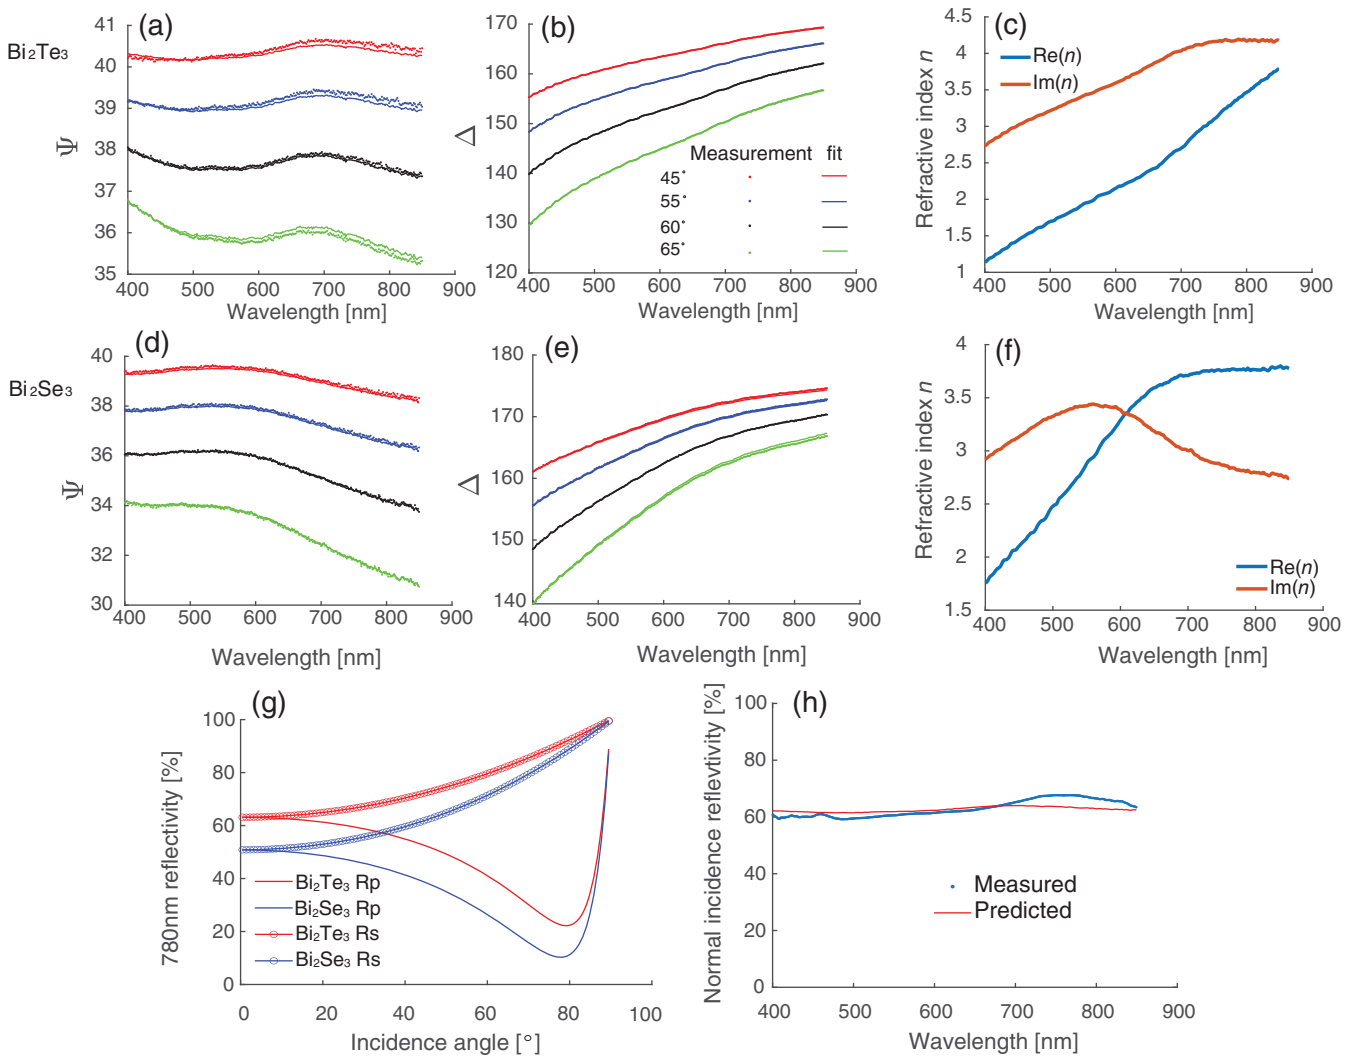 (a)
Bi₂Te₃
41
40
39
38
37
36
35
Ψ
400
500
600
700
800
900
Wavelength [nm]
(b)
170
160
150
140
130
120
Δ
Measurement fit
45°
55°
60°
65°
400
500
600
700
800
900
Wavelength [nm]
(c)
4.5
4
3.5
3
2.5
2
1.5
1
Refractive index n
Re(n)
Im(n)
400
500
600
700
800
900
Wavelength [nm]
(d)
Bi₂Se₃
40
38
36
34
32
30
Ψ
400
500
600
700
800
900
Wavelength [nm]
(e)
180
170
160
150
140
Δ
400
500
600
700
800
900
Wavelength [nm]
(f)
4
3.5
3
2.5
2
1.5
Refractive index n
Re(n)
Im(n)
400
500
600
700
800
900
Wavelength [nm]
(g)
100
80
60
40
20
0
780nm reflectivity [%]
Bi₂Te₃ Rp
Bi₂Se₃ Rp
Bi₂Te₃ Rs
Bi₂Se₃ Rs
0
20
40
60
80
100
Incidence angle [°]
(h)
100
80
60
40
20
0
Normal incidence reflevtivity [%]
Measured
Predicted
400
500
600
700
800
900
Wavelength [nm]